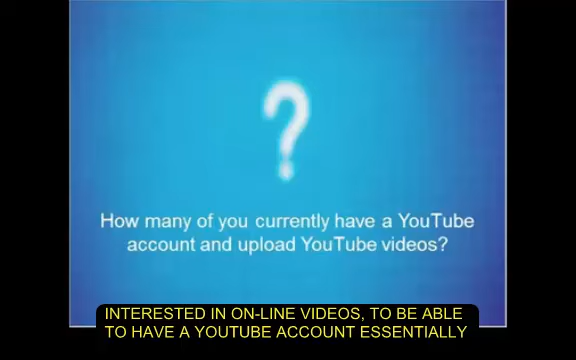 ?
How many of you currently have a YouTube
account and upload YouTube videos?
INTERESTED IN ON-LINE VIDEOS, TO BE ABLE
TO HAVE A YOUTUBE ACCOUNT ESSENTIALLY